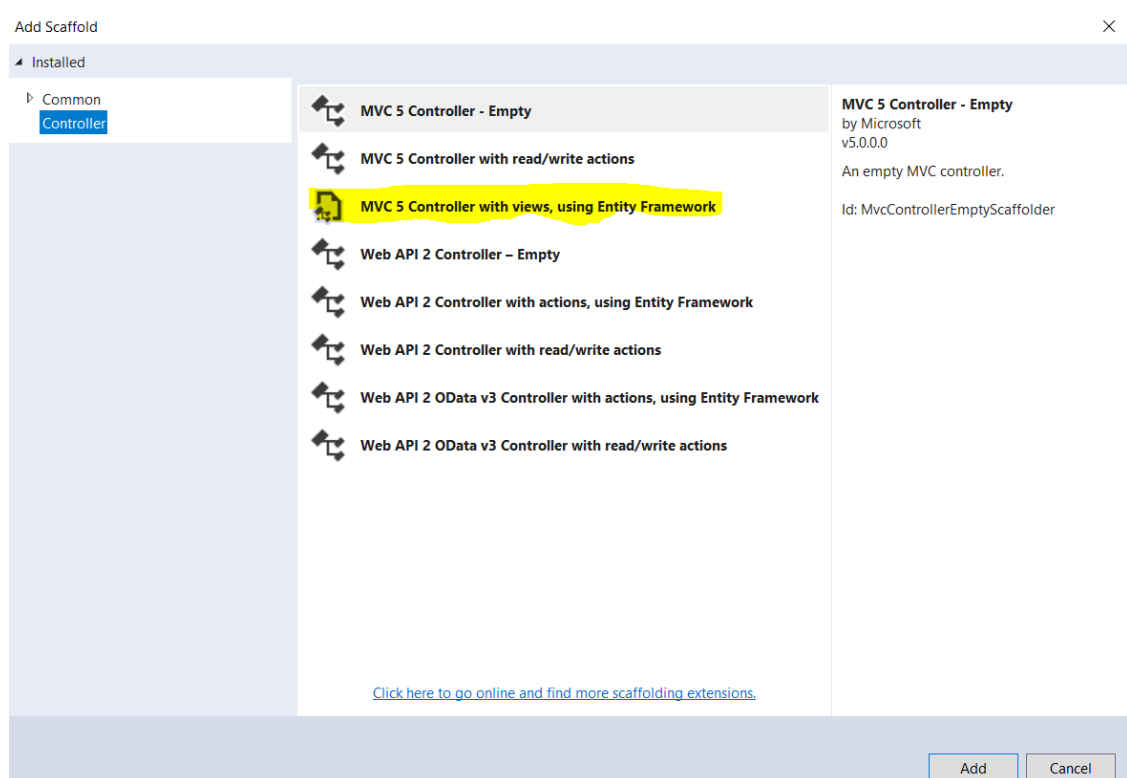 Add Scaffold
Installed
Common
Controller
MVC 5 Controller - Empty
MVC 5 Controller with read/write actions
MVC 5 Controller with views, using Entity Framework
Web API 2 Controller – Empty
Web API 2 Controller with actions, using Entity Framework
Web API 2 Controller with read/write actions
Web API 2 OData v3 Controller with actions, using Entity Framework
Web API 2 OData v3 Controller with read/write actions
Click here to go online and find more scaffolding extensions.
MVC 5 Controller - Empty
by Microsoft
v5.0.0.0
An empty MVC controller.
Id: MvcControllerEmptyScaffolder
Add
Cancel